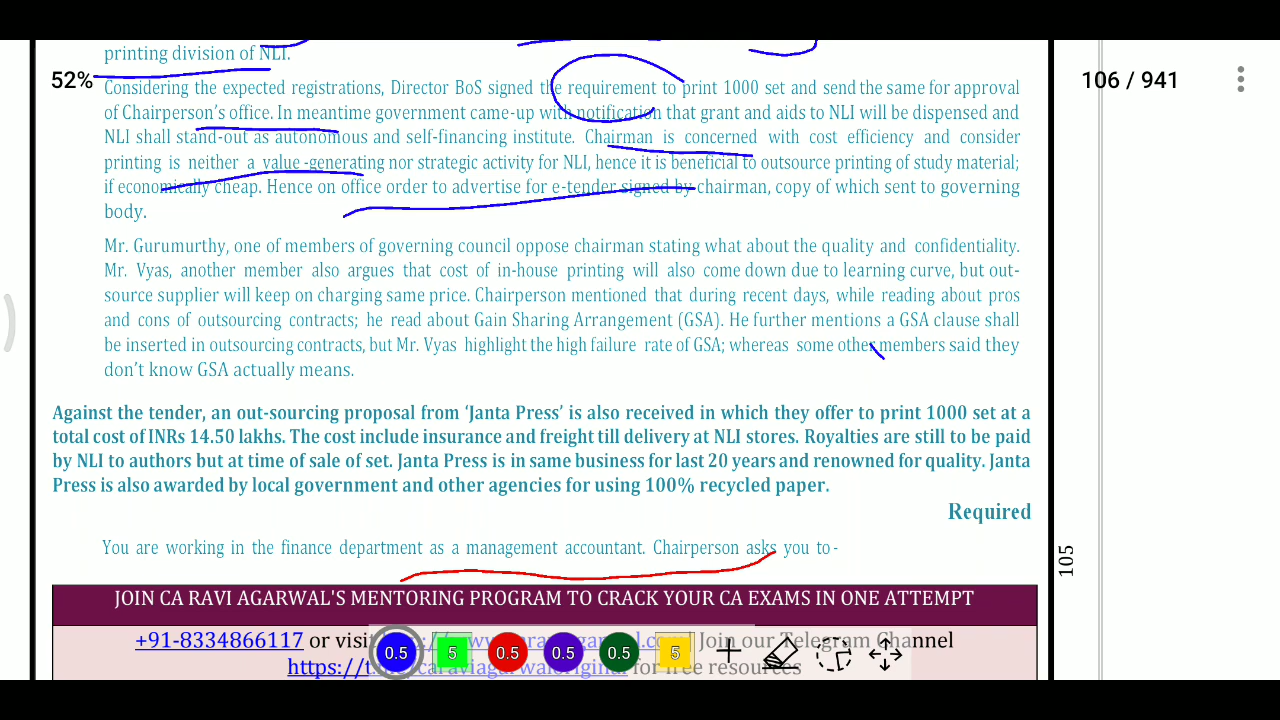 printing division of NLI.
52%
106 / 941
Considering the expected registrations, Director BoS signed the requirement to print 1000 set and send the same for approval
of Chairperson's office. In meantime government came-up with notification that grant and aids to NLI will be dispensed and
NLI shall stand-out as autonomous and self-financing institute. Chairman is concerned with cost efficiency and consider
printing is neither a value -generating nor strategic activity for NLI, hence it is beneficial to outsource printing of study material;
if economically cheap. Hence on office order to advertise for e-tender signed by chairman, copy of which sent to governing
body.
Mr. Gurumurthy, one of members of governing council oppose chairman stating what about the quality and confidentiality.
Mr. Vyas, another member also argues that cost of in-house printing will also come down due to learning curve, but out-
source supplier will keep on charging same price. Chairperson mentioned that during recent days, while reading about pros
and cons of outsourcing contracts; he read about Gain Sharing Arrangement (GSA). He further mentions a GSA clause shall
be inserted in outsourcing contracts, but Mr. Vyas highlight the high failure rate of GSA; whereas some other members said they
don't know GSA actually means.
Against the tender, an out-sourcing proposal from 'Janta Press' is also received in which they offer to print 1000 set at a
total cost of INRs 14.50 lakhs. The cost include insurance and freight till delivery at NLI stores. Royalties are still to be paid
by NLI to authors but at time of sale of set. Janta Press is in same business for last 20 years and renowned for quality. Janta
Press is also awarded by local government and other agencies for using 100% recycled paper.
Required
You are working in the finance department as a management accountant. Chairperson asks you to -
105
JOIN CA RAVI AGARWAL'S MENTORING PROGRAM TO CRACK YOUR CA EXAMS IN ONE ATTEMPT
+91-8334866117 or visit Join our Telegram Channel
for free resources
0.5 5 0.5 0.5 0.5 5